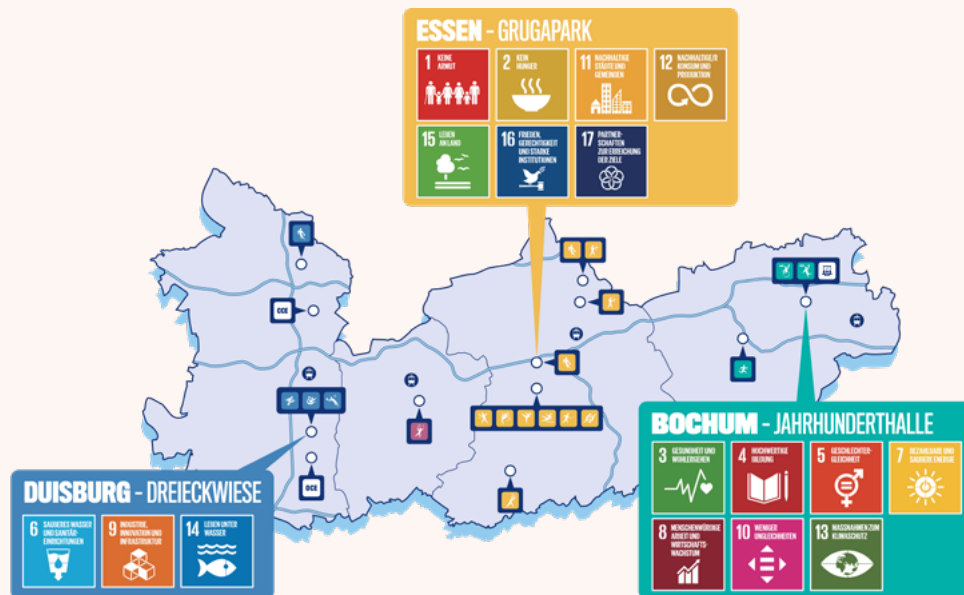 ESSEN - GRUGAPARK
1 KEINE
ARMUT
2 KEIN
HUNGER
11 NACHHALTIGE
STÄDTE UND
GEMEINDEN
12 NACHHALTIGE/R
KONSUM UND
PRODUKTION
15 LEBEN
AN LAND
16 FRIEDEN,
GERECHTIGKEIT
UND STARKE
INSTITUTIONEN
17 PARTNER-
SCHAFTEN
ZUR ERREICHUNG
DER ZIELE
CCE
OCE
DUISBURG - DREIECKWIESE
6 SAUBERES WASSER
UND SANITÄR-
EINRICHTUNGEN
9 INDUSTRIE,
INNOVATION UND
INFRASTRUKTUR
14 LEBEN UNTER
WASSER
BOCHUM - JAHRHUNDERTHALLE
3 GESUNDHEIT UND
WOHLERGEHEN
4 HOCHWERTIGE
BILDUNG
5 GESCHLECHTER-
GLEICHHEIT
7 BEZAHLBARE UND
SAUBERE ENERGIE
8 MENSCHENWÜRDIGE
ARBEIT UND
WIRTSCHAFTS-
WACHSTUM
10 WENIGER
UNGLEICHHEITEN
13 MASSNAHMEN ZUM
KLIMASCHUTZ